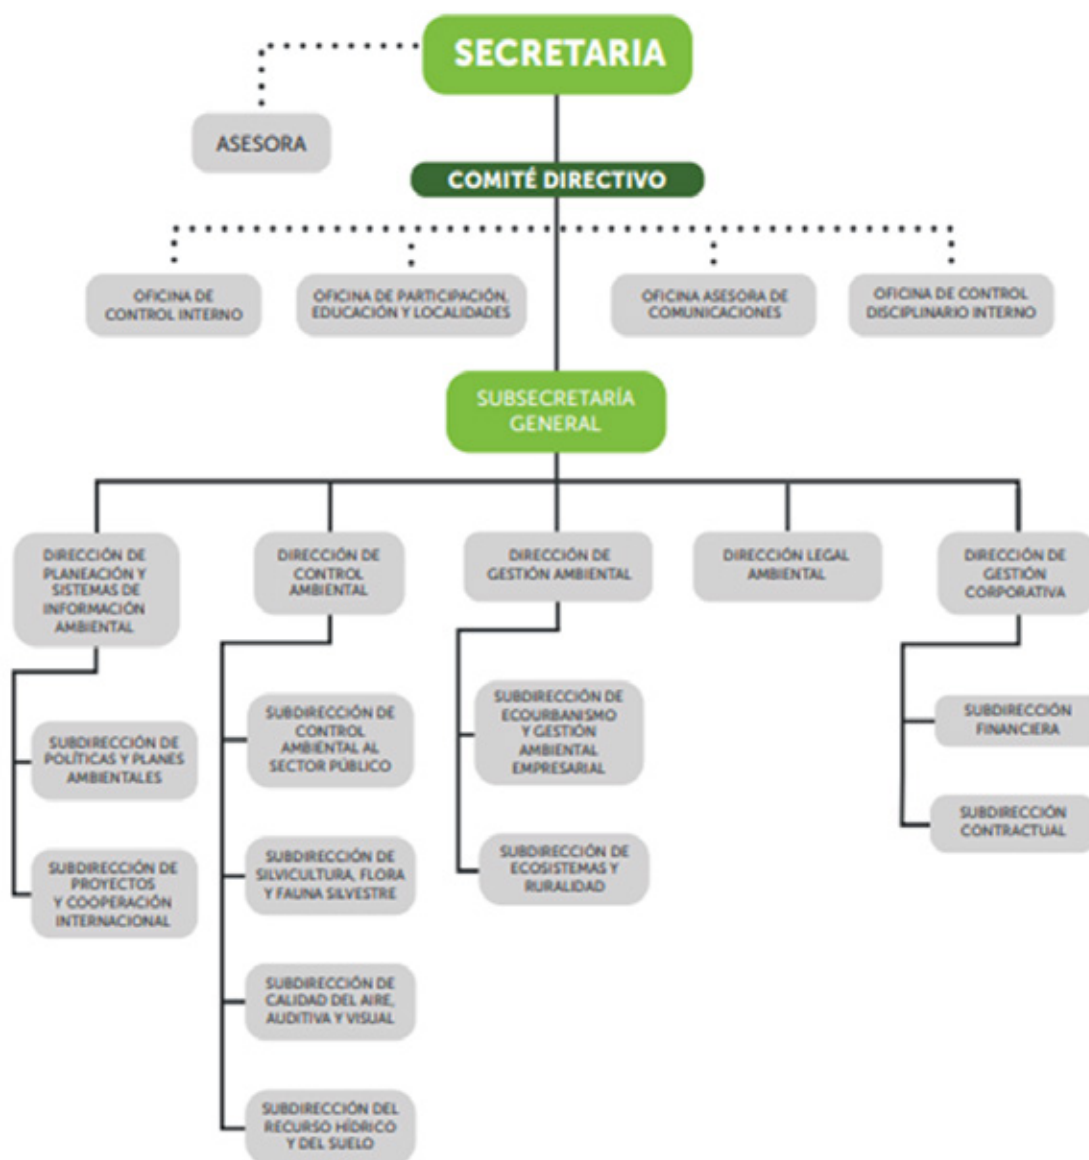 SECRETARIA
ASESORA
COMITÉ DIRECTIVO
OFICINA DE
CONTROL INTERNO
OFICINA DE PARTICIPACIÓN,
EDUCACIÓN Y LOCALIDADES
OFICINA ASESORA DE
COMUNICACIONES
OFICINA DE CONTROL
DISCIPLINARIO INTERNO
SUBSECRETARÍA
GENERAL
DIRECCIÓN DE
PLANEACIÓN Y
SISTEMAS DE
INFORMACIÓN
AMBIENTAL
DIRECCIÓN DE
CONTROL
AMBIENTAL
DIRECCIÓN DE
GESTIÓN AMBIENTAL
DIRECCIÓN LEGAL
AMBIENTAL
DIRECCIÓN DE
GESTIÓN
CORPORATIVA
SUBDIRECCIÓN DE
POLÍTICAS Y PLANES
AMBIENTALES
SUBDIRECCIÓN DE
PROYECTOS
Y COOPERACIÓN
INTERNACIONAL
SUBDIRECCIÓN DE
CONTROL
AMBIENTAL AL
SECTOR PÚBLICO
SUBDIRECCIÓN DE
SILVICULTURA, FLORA
Y FAUNA SILVESTRE
SUBDIRECCIÓN DE
CALIDAD DEL AIRE,
AUDITIVA Y VISUAL
SUBDIRECCIÓN DEL
RECURSO HÍDRICO
Y DEL SUELO
SUBDIRECCIÓN DE
ECOURBANISMO
Y GESTIÓN
AMBIENTAL
EMPRESARIAL
SUBDIRECCIÓN DE
ECOSISTEMAS Y
RURALIDAD
SUBDIRECCIÓN
FINANCIERA
SUBDIRECCIÓN
CONTRACTUAL